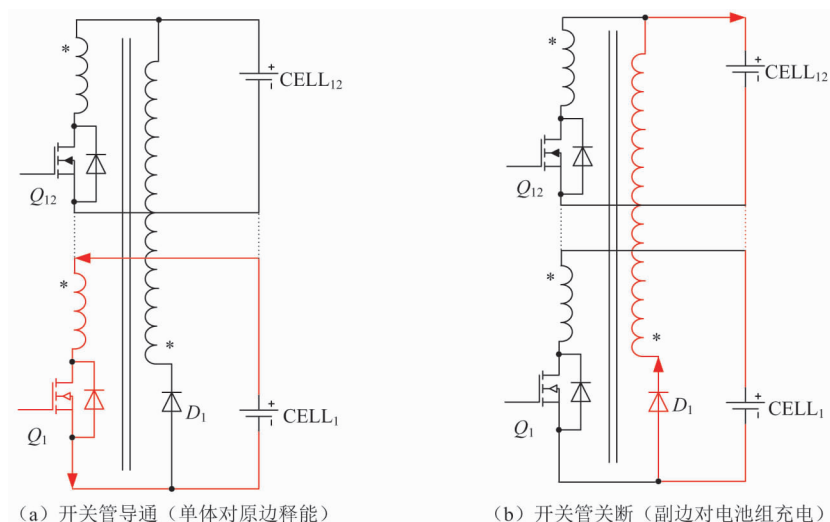 *
+
CELL₁₂
Q₁₂
*
*
+
D₁
CELL₁
Q₁
(a) 开关管导通（单体对原边释能）
*
+
CELL₁₂
Q₁₂
*
*
+
D₁
CELL₁
Q₁
(b) 开关管关断（副边对电池组充电）